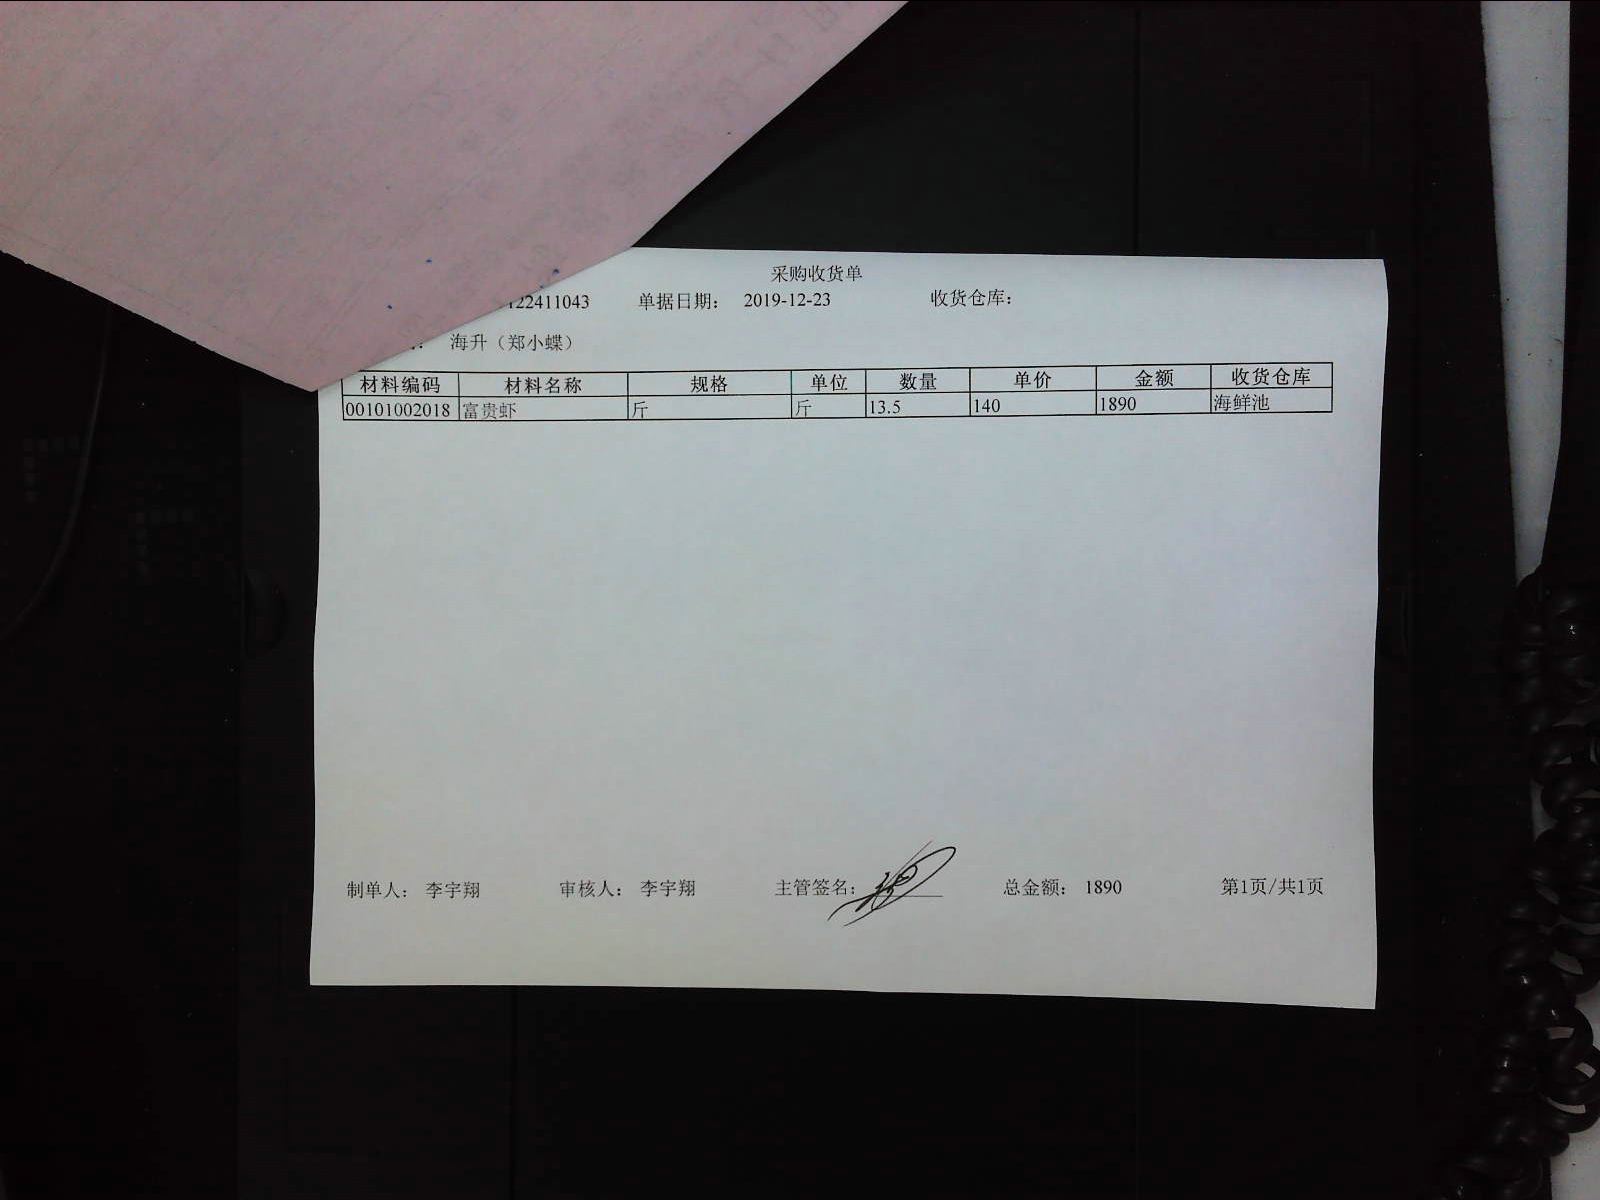 采购收货单
122411043 单据日期： 2019-12-23 收货仓库：
海升（郑小蝶）
材料编码 材料名称 规格 单位 数量 单价 金额 收货仓库
00101002018 富贵虾 斤 斤 13.5 140 1890 海鲜池
制单人： 李宇翔 审核人： 李宇翔 主管签名： 总金额： 1890 第1页/共1页